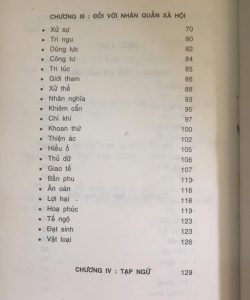 CHƯƠNG III : ĐỐI VỚI NHÂN QUẦN XÃ HỘI
• Xử sự 70
• Trí ngu 80
• Dũng lực 82
• Công tư 84
• Trí túc 85
• Giới tham 86
• Xử thế 88
• Nhân nghĩa 93
• Khiêm cẩn 95
• Chí khí 97
• Khoan thứ 100
• Thiện ác 102
• Hiếu ố 105
• Thủ dữ 106
• Giao tế 107
• Bần phu 113
• Ân oán 116
• Lợi hại 118
• Hoạ phúc 119
• Tế ngộ 123
• Đạt sinh 123
• Vật loại 126
CHƯƠNG IV : TẠP NGỮ 129